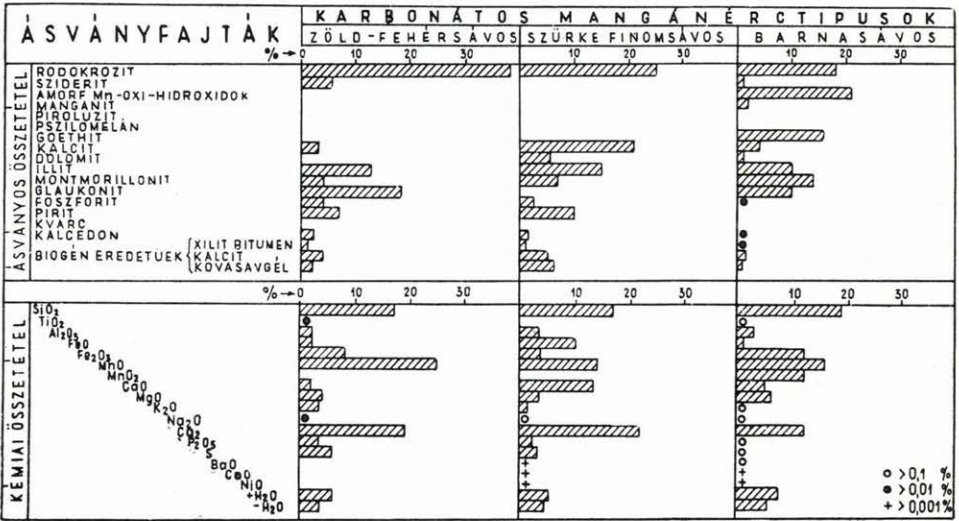 ÁSVÁNYFAJTÁK
KARBONÁTOS MANGÁNÉRCTIPUSOK
ZÖLD-FEHÉRSÁVOS SZÜRKE FINOMSÁVOS BARNASÁVOS
% → 0 10 20 30 0 10 20 30 0 10 20 30
ÁSVÁNYOS ÖSSZETÉTEL
RODOKROZIT
SZIDERIT
AMORF Mn-OXI-HIDROXIDOK
MANGANIT
PIROLUZIT
PSZILOMELÁN
GOETHIT
KALCIT
DOLOMIT
ILLIT
MONTMORILLONIT
GLAUKONIT
FOSZFORIT
PIRIT
KVARC
KALCEDON
BIOGÉN EREDETÜEK
XILIT BITUMEN
KALCIT
KOVASAVGÉL
% → 0 10 20 30 10 20 30 10 20 30
KÉMIAI ÖSSZETÉTEL
SiO2
TiO2
Al2O3
FeO
Fe2O3
MnO
MnO2
CaO
MgO
K2O
Na2O
CO2
P2O5
S
BaO
CoO
NiO
+H2O
-H2O
○ >0,1 %
● >0,01 %
+ >0,001%